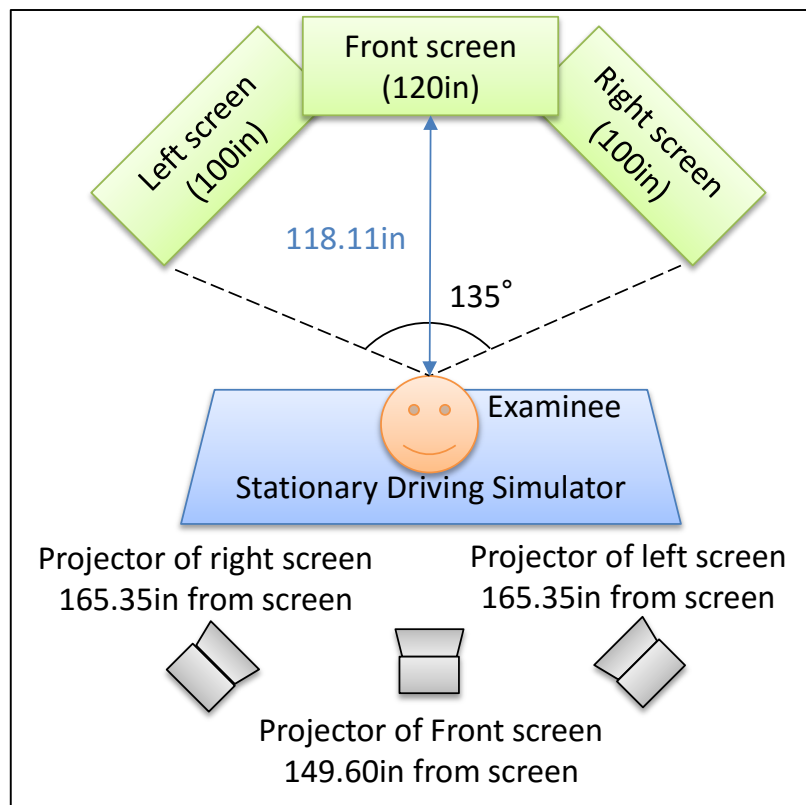 Front screen
(120in)
Left screen
(100in)
Right screen
(100in)
118.11in
135°
Examinee
Stationary Driving Simulator
Projector of right screen
165.35in from screen
Projector of left screen
165.35in from screen
Projector of Front screen
149.60in from screen